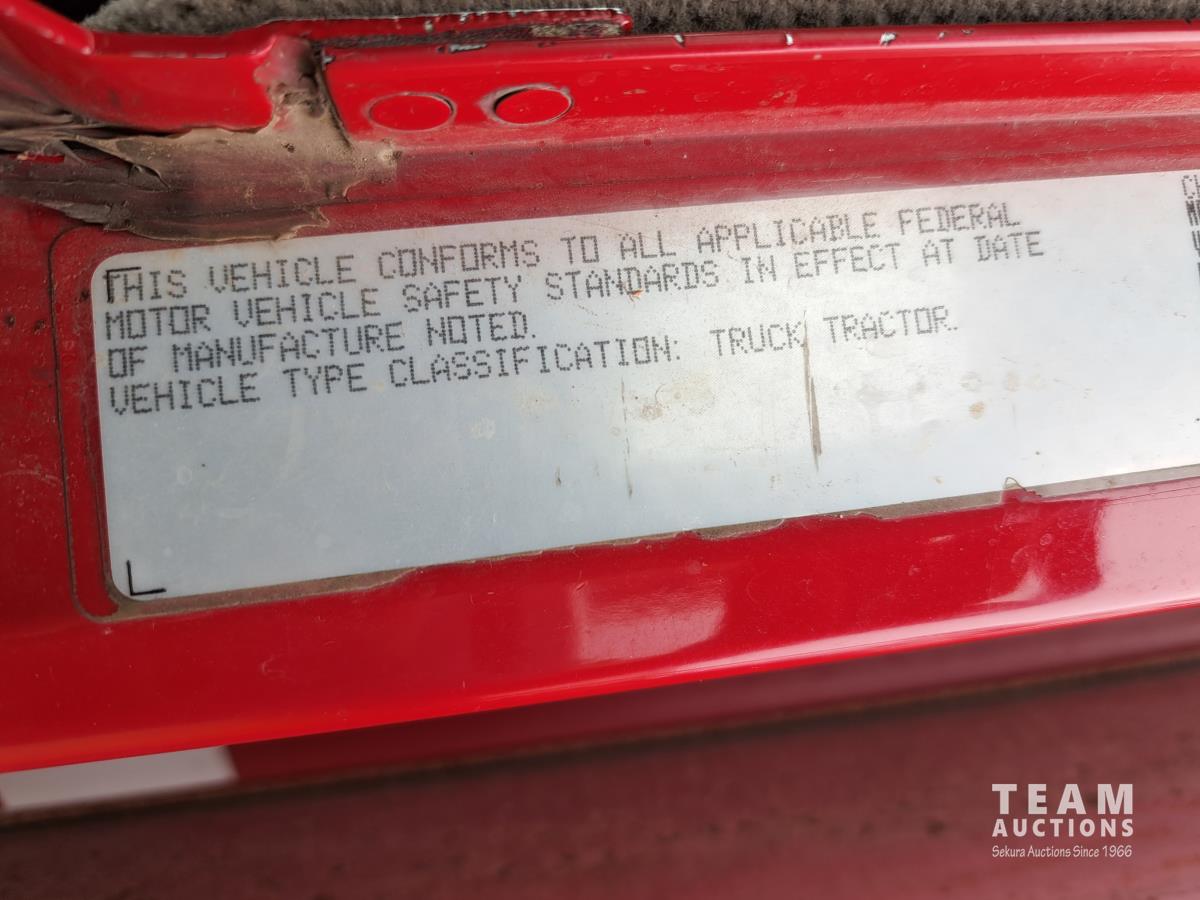 THIS VEHICLE CONFORMS TO ALL APPLICABLE FEDERAL
MOTOR VEHICLE SAFETY STANDARDS IN EFFECT AT DATE
OF MANUFACTURE NOTED.
VEHICLE TYPE CLASSIFICATION: TRUCK TRACTOR.
TEAM
AUCTIONS
Sekura Auctions Since 1966